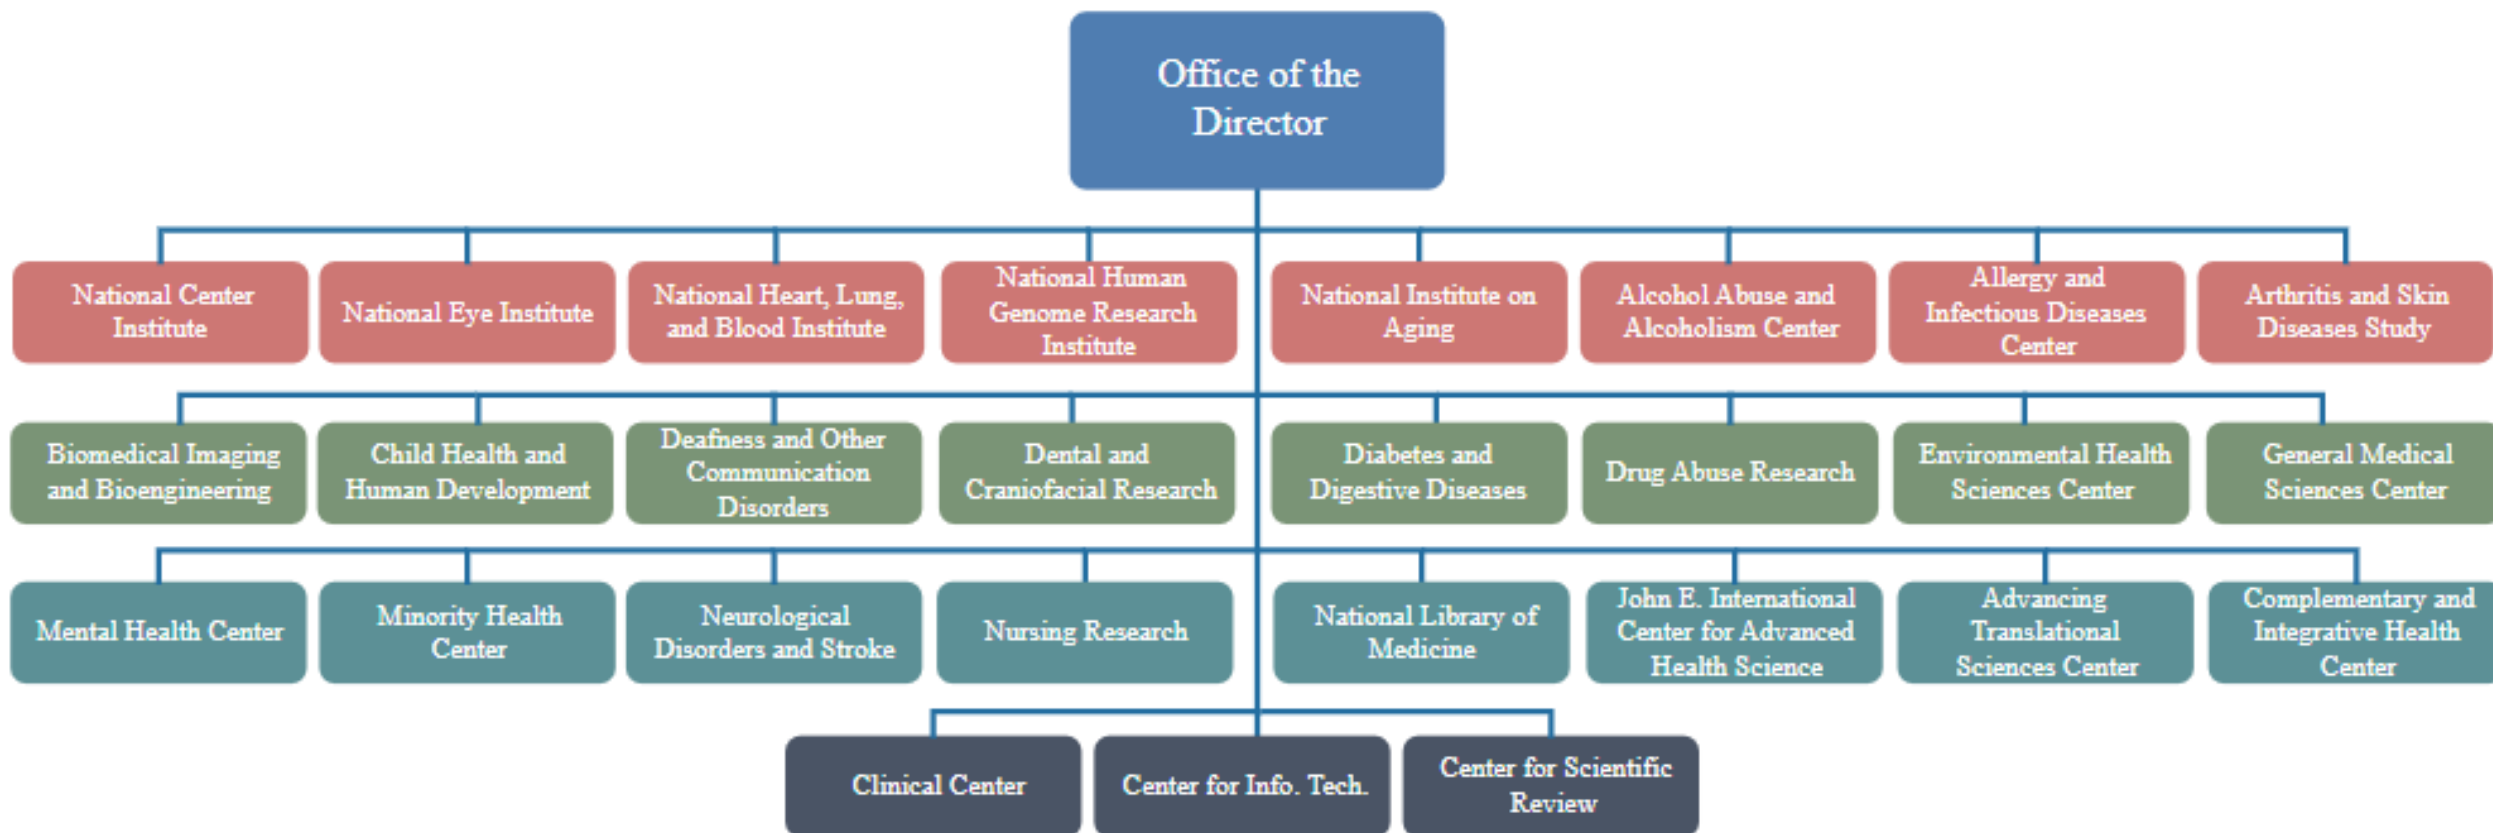 Office of the
Director
National Center
Institute
National Eye Institute
National Heart, Lung,
and Blood Institute
National Human
Genome Research
Institute
National Institute on
Aging
Alcohol Abuse and
Alcoholism Center
Allergy and
Infectious Diseases
Center
Arthritis and Skin
Diseases Study
Biomedical Imaging
and Bioengineering
Child Health and
Human Development
Deafness and Other
Communication
Disorders
Dental and
Craniofacial Research
Diabetes and
Digestive Diseases
Drug Abuse Research
Environmental Health
Sciences Center
General Medical
Sciences Center
Mental Health Center
Minority Health
Center
Neurological
Disorders and Stroke
Nursing Research
National Library of
Medicine
John E. International
Center for Advanced
Health Science
Advancing
Translational
Sciences Center
Complementary and
Integrative Health
Center
Clinical Center
Center for Info. Tech.
Center for Scientific
Review